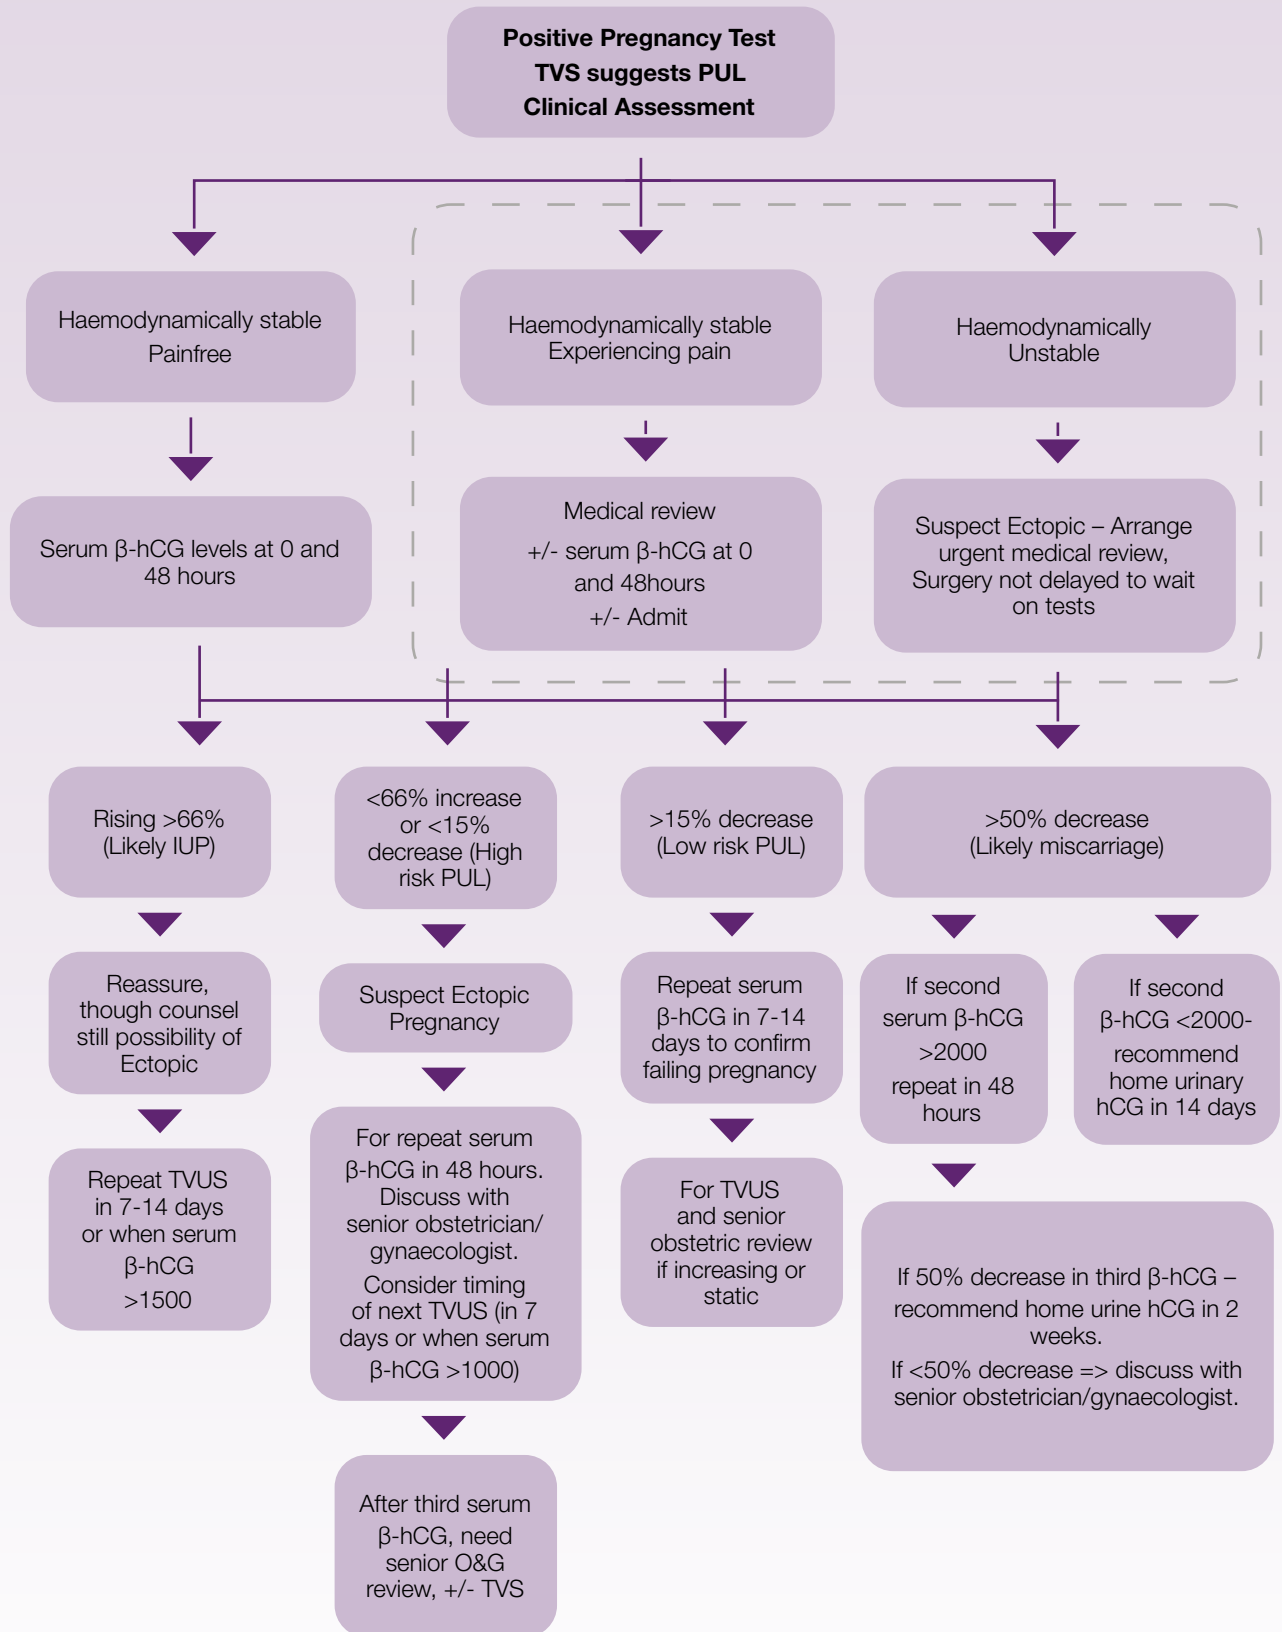 Positive Pregnancy Test
TVS suggests PUL
Clinical Assessment
Haemodynamically stable
Painfree
Haemodynamically stable
Experiencing pain
Haemodynamically
Unstable
Serum β-hCG levels at 0 and
48 hours
Medical review
+/- serum β-hCG at 0
and 48hours
+/- Admit
Suspect Ectopic – Arrange
urgent medical review,
Surgery not delayed to wait
on tests
Rising >66%
(Likely IUP)
<66% increase
or <15%
decrease (High
risk PUL)
>15% decrease
(Low risk PUL)
>50% decrease
(Likely miscarriage)
Reassure,
though counsel
still possibility of
Ectopic
Suspect Ectopic
Pregnancy
Repeat serum
β-hCG in 7-14
days to confirm
failing pregnancy
If second
serum β-hCG
>2000
repeat in 48
hours
If second
β-hCG <2000-
recommend
home urinary
hCG in 14 days
Repeat TVUS
in 7-14 days
or when serum
β-hCG
>1500
For repeat serum
β-hCG in 48 hours.
Discuss with
senior obstetrician/
gynaecologist.
Consider timing
of next TVUS (in 7
days or when serum
β-hCG >1000)
For TVUS
and senior
obstetric review
if increasing or
static
If 50% decrease in third β-hCG –
recommend home urine hCG in 2
weeks.
If <50% decrease => discuss with
senior obstetrician/gynaecologist.
After third serum
β-hCG, need
senior O&G
review, +/- TVS